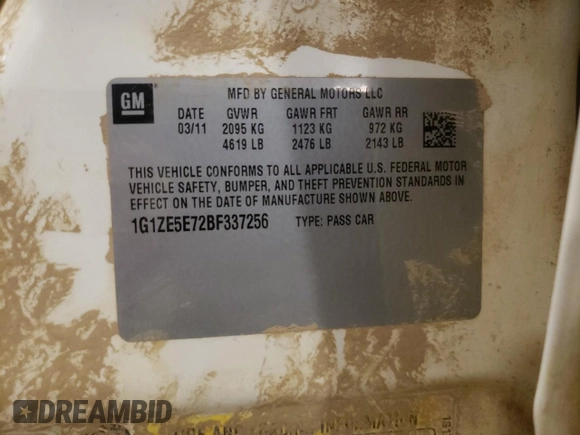 GM
MFD BY GENERAL MOTORS LLC
DATE GVWR GAWR FRT GAWR RR
03/11 2095 KG 1123 KG 972 KG
4619 LB 2476 LB 2143 LB
THIS VEHICLE CONFORMS TO ALL APPLICABLE U.S. FEDERAL MOTOR
VEHICLE SAFETY, BUMPER, AND THEFT PREVENTION STANDARDS IN
EFFECT ON THE DATE OF MANUFACTURE SHOWN ABOVE.
1G1ZE5E72BF337256 TYPE: PASS CAR
INFORMATION
DREAMBID